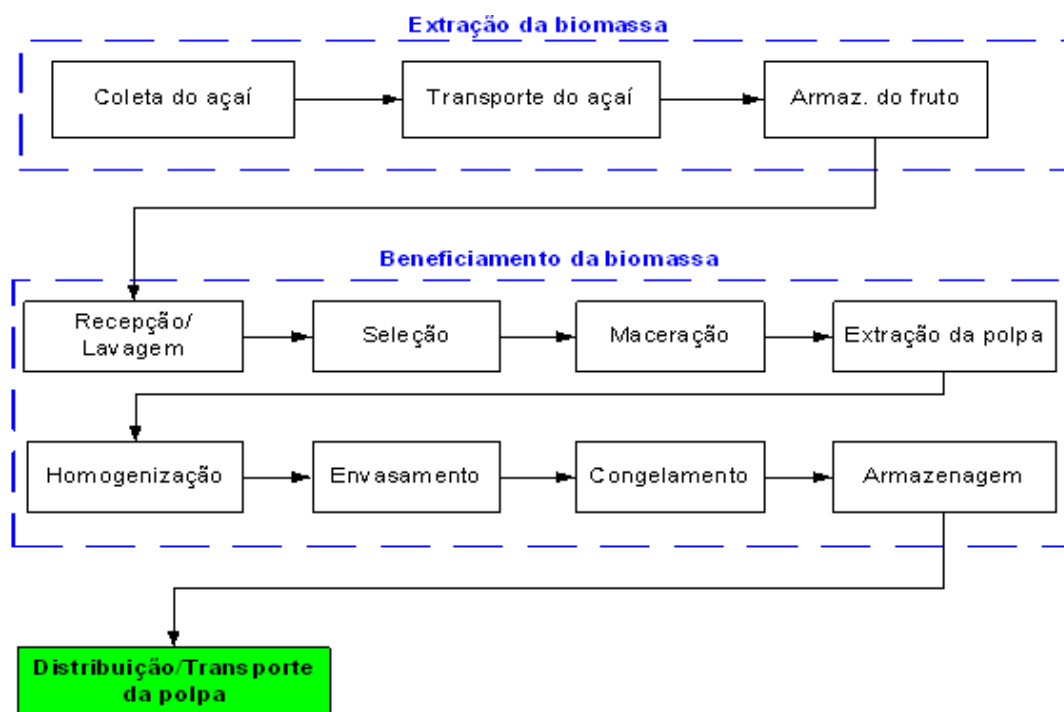 Extração da biomassa
Coleta do açaí
Transporte do açaí
Armaz. do fruto
Beneficiamento da biomassa
Recepção/
Lavagem
Seleção
Maceração
Extração da polpa
Homogenização
Envasamento
Congelamento
Armazenagem
Distribuição/Transporte
da polpa